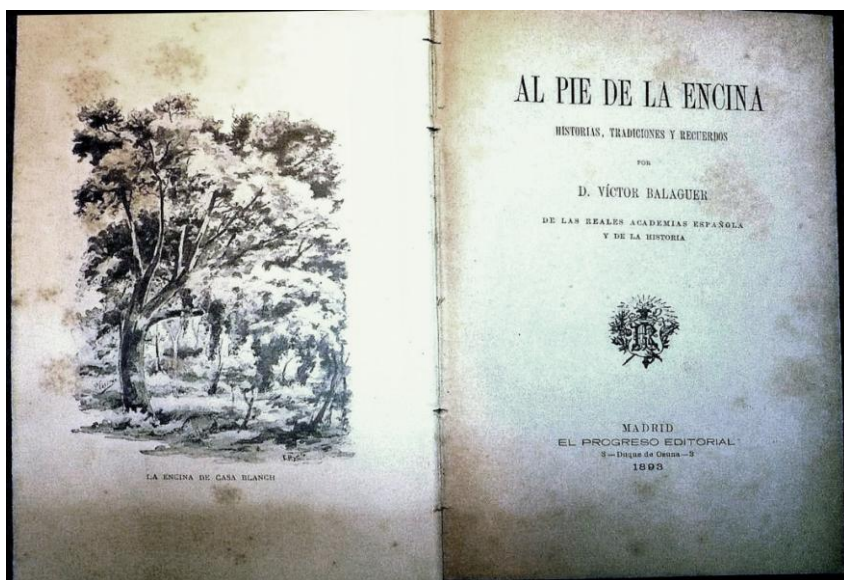 LA ENCINA DE CASA BLANCH
AL PIE DE LA ENCINA
HISTORIAS, TRADICIONES Y RECUERDOS
POR
D. VÍCTOR BALAGUER
DE LAS REALES ACADEMIAS ESPAÑOLA
Y DE LA HISTORIA
MADRID
EL PROGRESO EDITORIAL
3—Duque de Osuna—3
1893